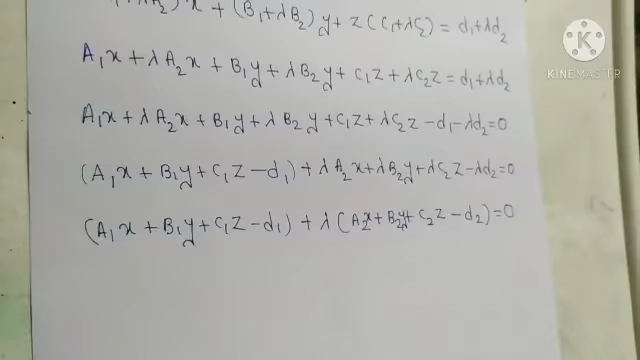 λA₂) x + (B₁+λB₂) y + z (C₁+λC₂) = d₁+λd₂
A₁x + λA₂x + B₁y + λB₂y + C₁z + λC₂z = d₁+λd₂
A₁x + λA₂x + B₁y + λB₂y + C₁z + λC₂z - d₁ - λd₂ = 0
(A₁x + B₁y + C₁z - d₁) + λA₂x + λB₂y + λC₂z - λd₂ = 0
(A₁x + B₁y + C₁z - d₁) + λ (A₂x + B₂y + C₂z - d₂) = 0
KINEMASTER